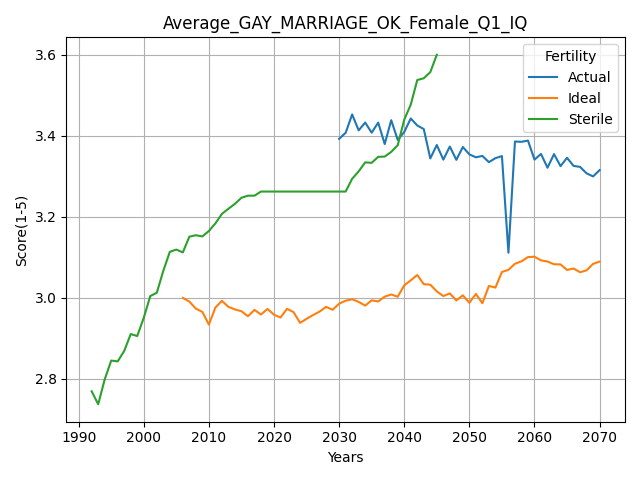 Average_GAY_MARRIAGE_OK_Female_Q1_IQ
Fertility
Actual
Ideal
Sterile
Score(1-5)
3.6
3.4
3.2
3.0
2.8
1990 2000 2010 2020 2030 2040 2050 2060 2070
Years